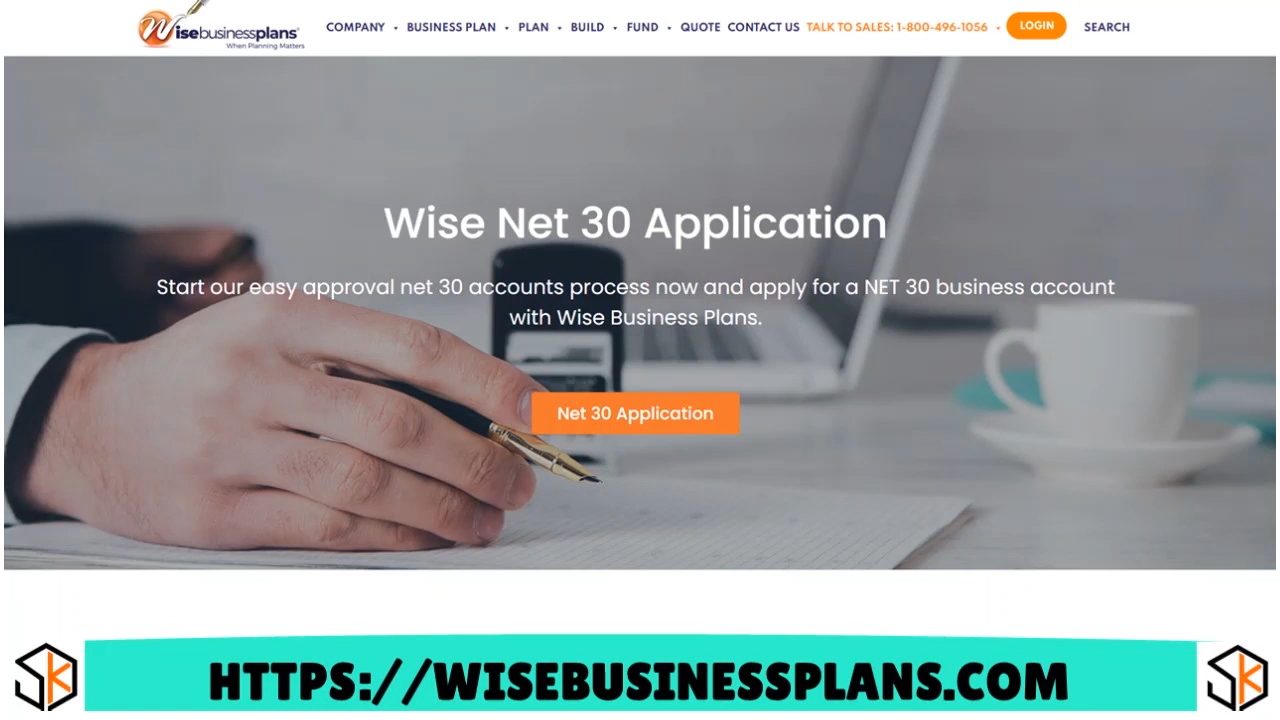 Wisebusinessplans®
When Planning Matters
COMPANY BUSINESS PLAN PLAN BUILD FUND QUOTE CONTACT US TALK TO SALES: 1-800-496-1056 LOGIN SEARCH
Wise Net 30 Application
Start our easy approval net 30 accounts process now and apply for a NET 30 business account
with Wise Business Plans.
Net 30 Application
SK HTTPS://WISEBUSINESSPLANS.COM SK